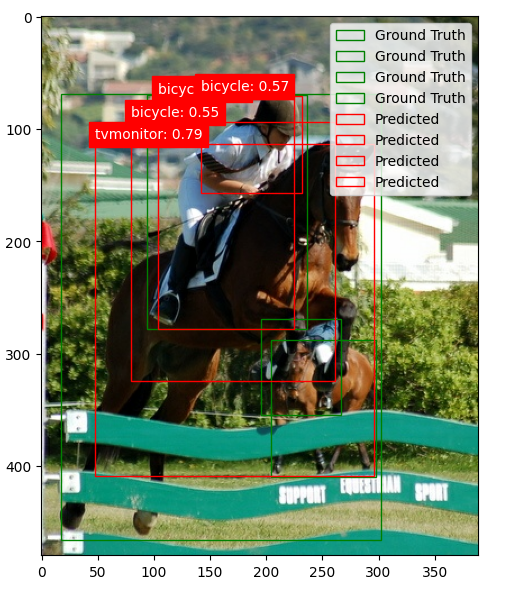 0
100
200
300
400
0 50 100 150 200 250 300 350
Ground Truth
Ground Truth
Ground Truth
Ground Truth
Predicted
Predicted
Predicted
Predicted
bicyc
bicycle: 0.57
bicycle: 0.55
tvmonitor: 0.79
SUPPORT EQUESTRIAN SPORT